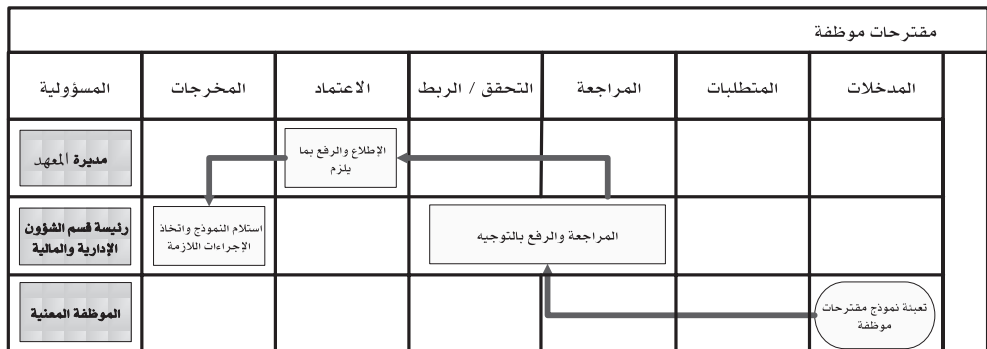 مقترحات موظفة
المدخلات
المتطلبات
المراجعة
التحقق / الربط
الاعتماد
المخرجات
المسؤولية
الإطلاع والرفع بما
يلزم
مديرة المعهد
المراجعة والرفع بالتوجيه
استلام النموذج واتخاذ
الإجراءات اللازمة
رئيسة قسم الشؤون
الإدارية والمالية
تعبئة نموذج مقترحات
موظفة
الموظفة المعنية